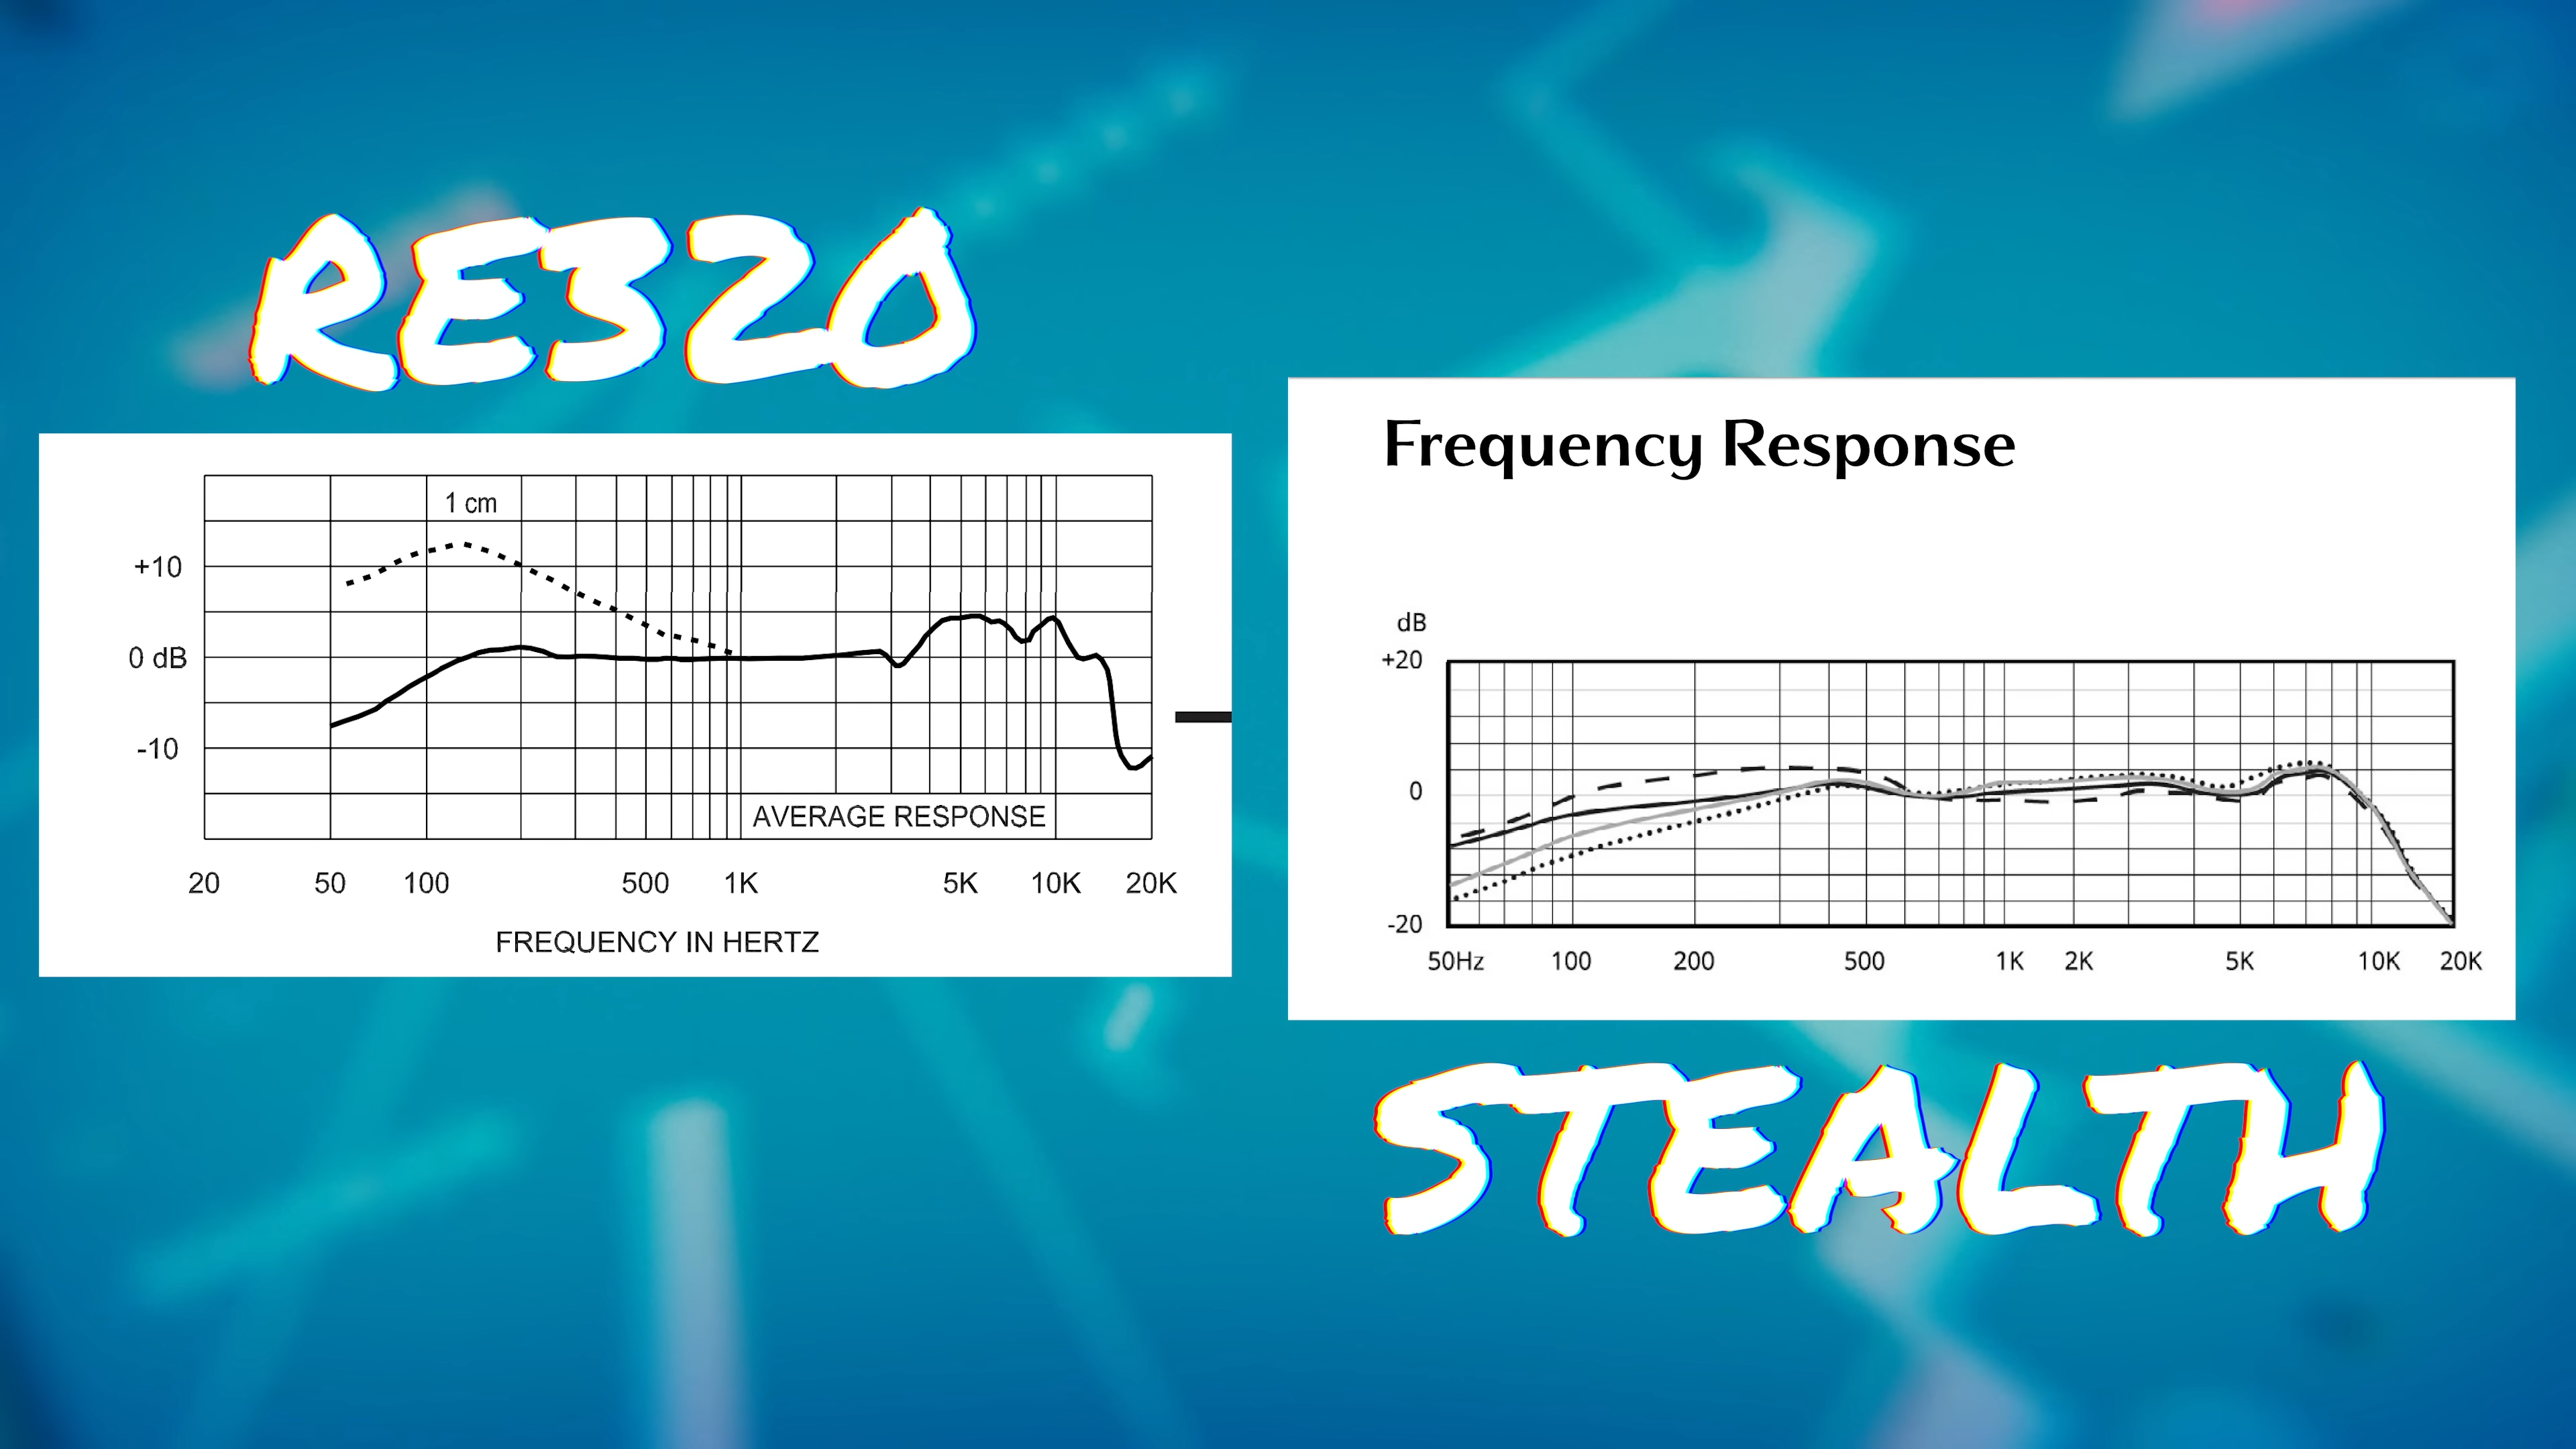 RE320
1 cm
+10
0 dB
-10
AVERAGE RESPONSE
20 50 100 500 1K 5K 10K 20K
FREQUENCY IN HERTZ
Frequency Response
dB
+20
0
-20
50Hz 100 200 500 1K 2K 5K 10K 20K
STEALTH